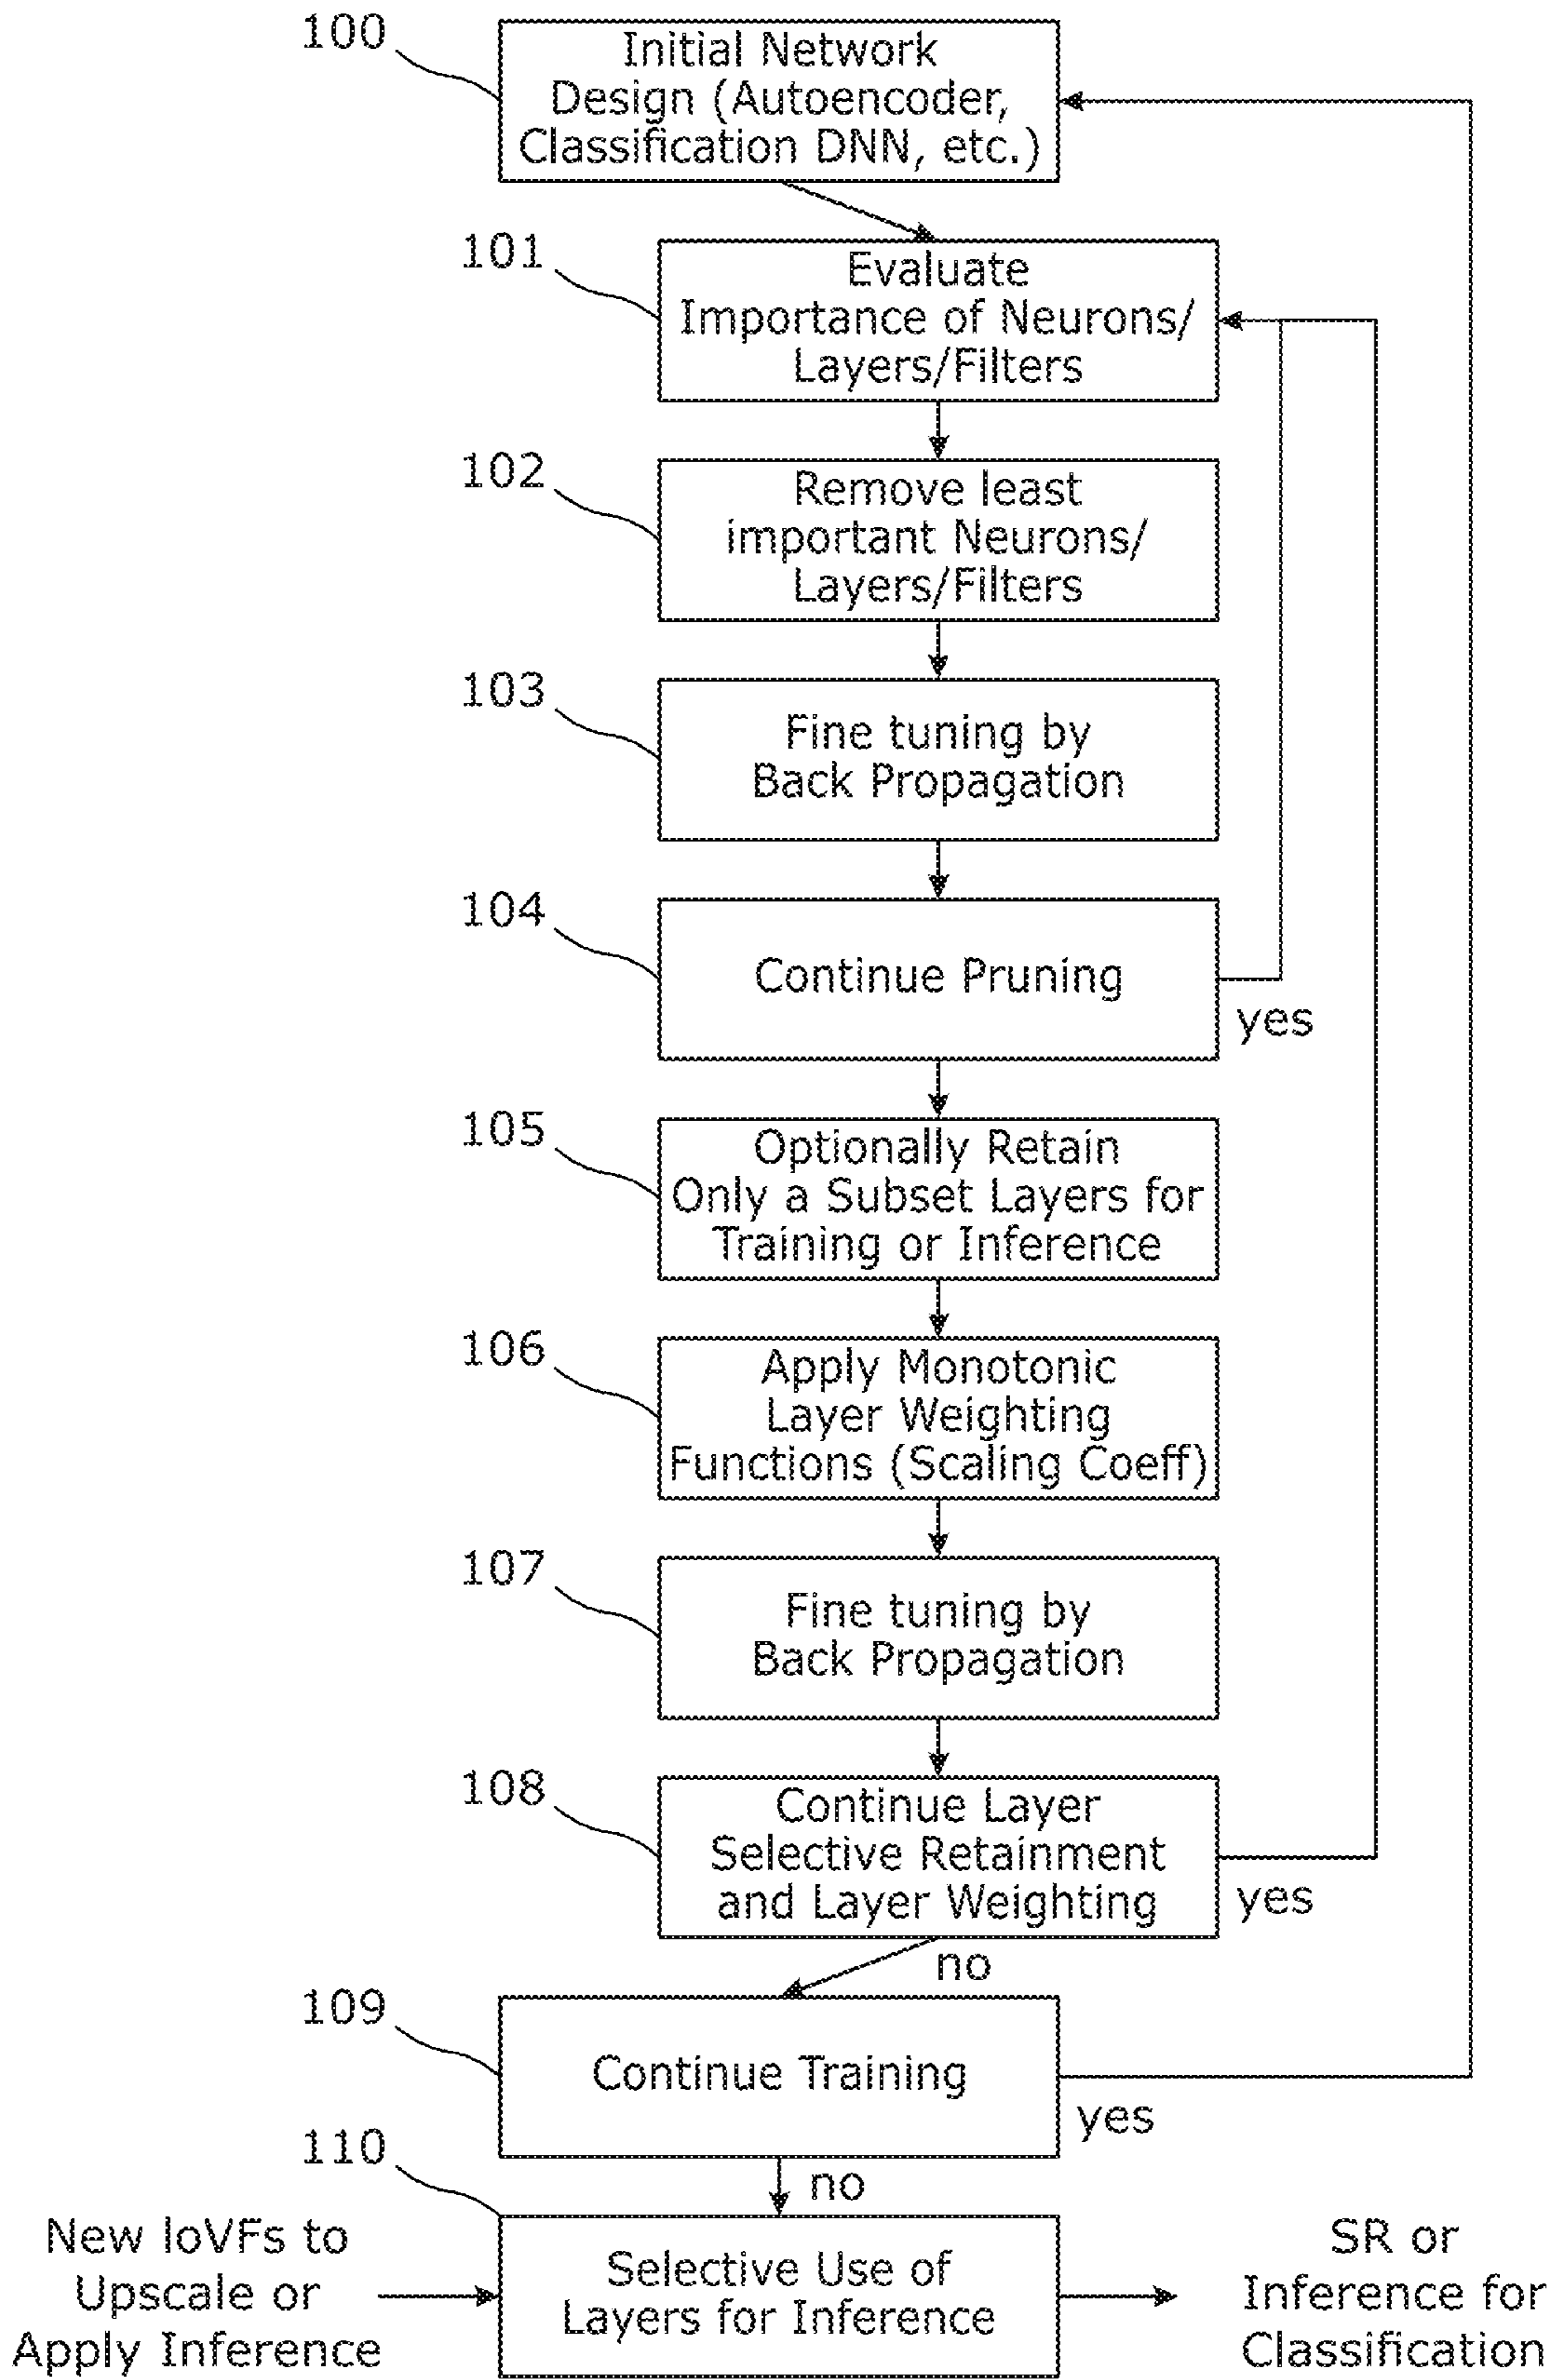 100
Initial Network
Design (Autoencoder,
Classification DNN, etc.)
101
Evaluate
Importance of Neurons/
Layers/Filters
102
Remove least
important Neurons/
Layers/Filters
103
Fine tuning by
Back Propagation
104
Continue Pruning
yes
105
Optionally Retain
Only a Subset Layers for
Training or Inference
106
Apply Monotonic
Layer Weighting
Functions (Scaling Coeff)
107
Fine tuning by
Back Propagation
108
Continue Layer
Selective Retainment
and Layer Weighting
yes
no
109
Continue Training
yes
110
no
New loVFs to
Upscale or
Apply Inference
Selective Use of
Layers for Inference
SR or
Inference for
Classification